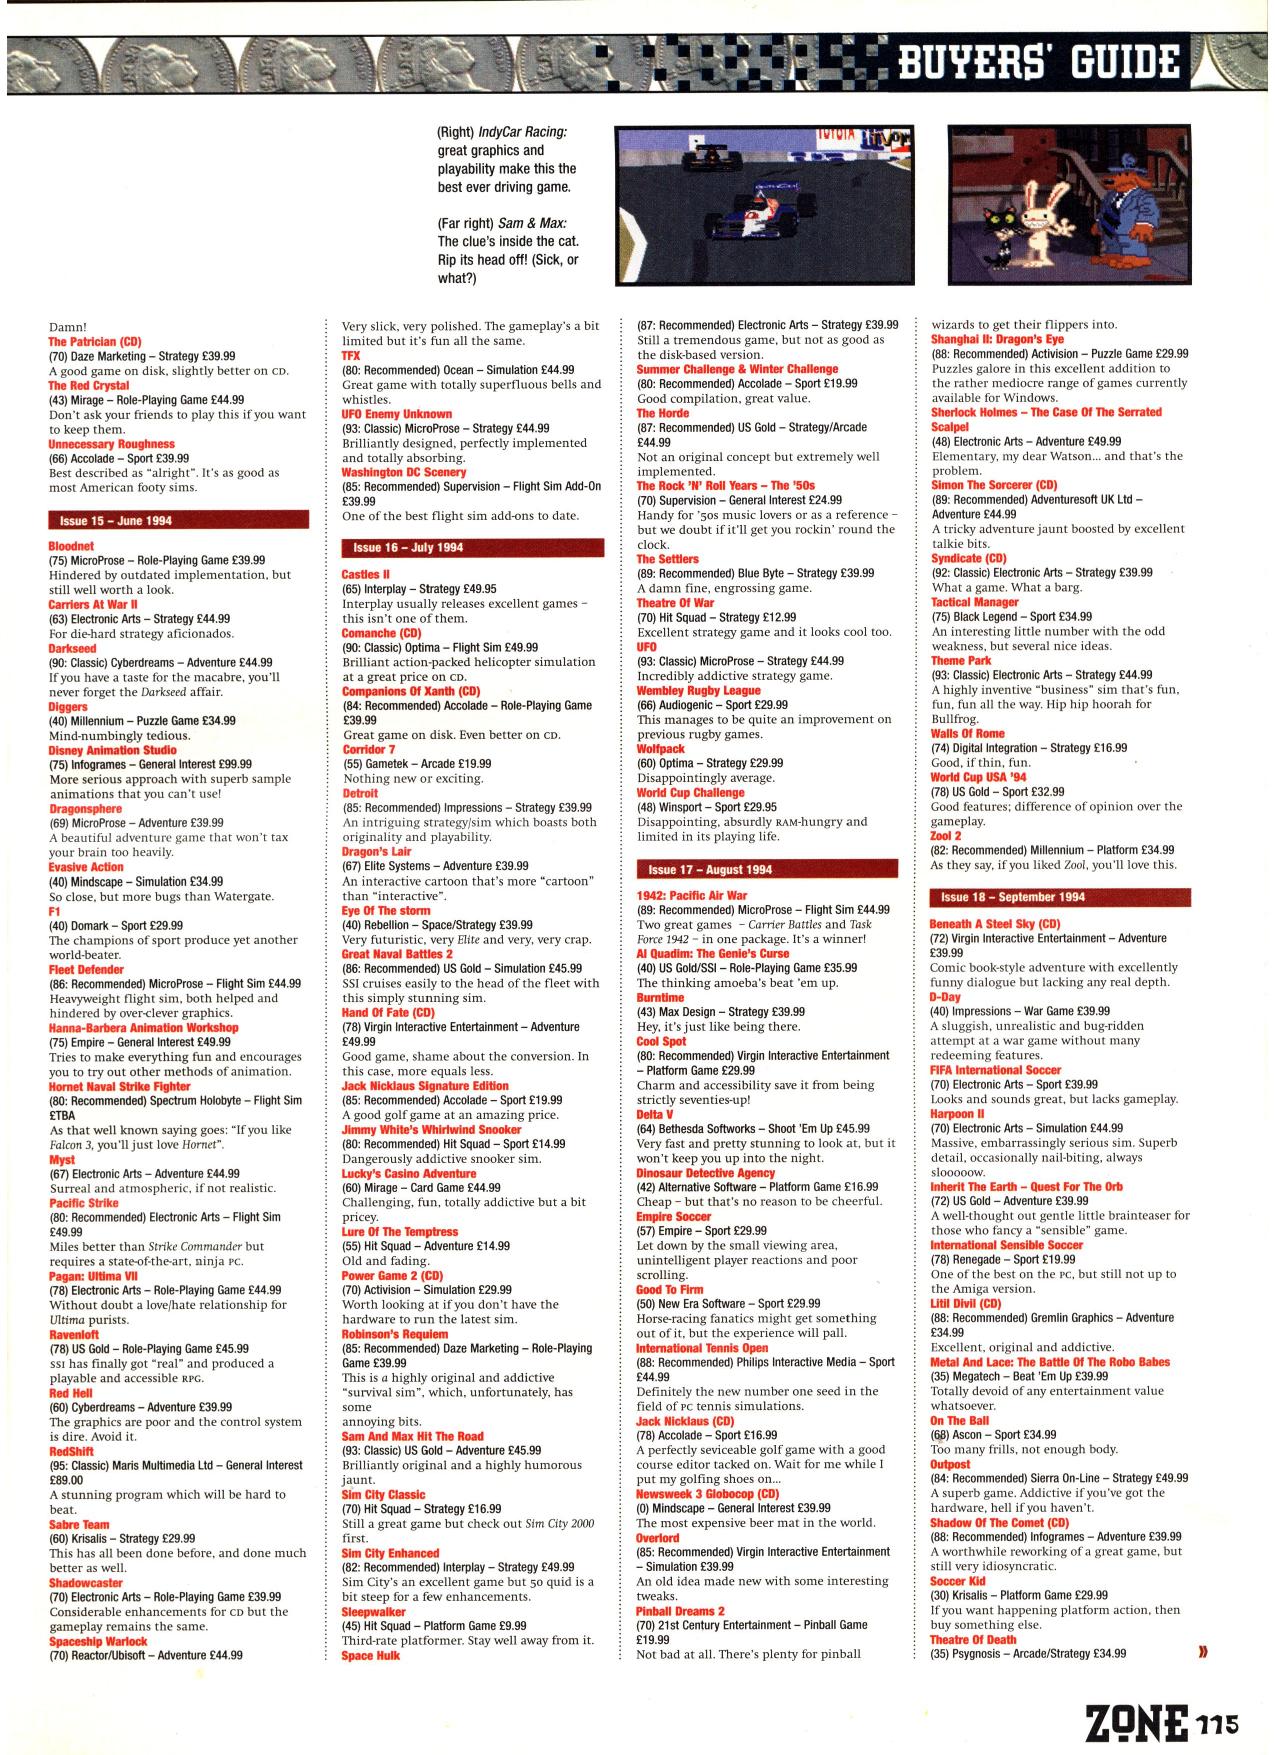 BUYERS' GUIDE
(Right) IndyCar Racing:
great graphics and
playability make this the
best ever driving game.
(Far right) Sam & Max:
The clue's inside the cat.
Rip its head off! (Sick, or
what?)
TOYOTA
Damn!
The Patrician (CD)
(70) Daze Marketing – Strategy £39.99
A good game on disk, slightly better on CD.
The Red Crystal
(43) Mirage – Role-Playing Game £44.99
Don't ask your friends to play this if you want
to keep them.
Unnecessary Roughness
(66) Accolade – Sport £39.99
Best described as "alright". It's as good as
most American footy sims.
Issue 15 – June 1994
Bloodnet
(75) MicroProse – Role-Playing Game £39.99
Hindered by outdated implementation, but
still well worth a look.
Carriers At War II
(63) Electronic Arts – Strategy £44.99
For die-hard strategy aficionados.
Darkseed
(90: Classic) Cyberdreams – Adventure £44.99
If you have a taste for the macabre, you'll
never forget the Darkseed affair.
Diggers
(40) Millennium – Puzzle Game £34.99
Mind-numbingly tedious.
Disney Animation Studio
(75) Infogrames – General Interest £99.99
More serious approach with superb sample
animations that you can't use!
Dragonsphere
(69) MicroProse – Adventure £39.99
A beautiful adventure game that won't tax
your brain too heavily.
Evasive Action
(40) Mindscape – Simulation £34.99
So close, but more bugs than Watergate.
F1
(40) Domark – Sport £29.99
The champions of sport produce yet another
world-beater.
Fleet Defender
(86: Recommended) MicroProse – Flight Sim £44.99
Heavyweight flight sim, both helped and
hindered by over-clever graphics.
Hanna-Barbera Animation Workshop
(75) Empire – General Interest £49.99
Tries to make everything fun and encourages
you to try out other methods of animation.
Hornet Naval Strike Fighter
(80: Recommended) Spectrum Holobyte – Flight Sim
£TBA
As that well known saying goes: "If you like
Falcon 3, you'll just love Hornet".
Myst
(67) Electronic Arts – Adventure £44.99
Surreal and atmospheric, if not realistic.
Pacific Strike
(80: Recommended) Electronic Arts – Flight Sim
£49.99
Miles better than Strike Commander but
requires a state-of-the-art, ninja PC.
Pagan: Ultima VII
(78) Electronic Arts – Role-Playing Game £44.99
Without doubt a love/hate relationship for
Ultima purists.
Ravenloft
(78) US Gold – Role-Playing Game £45.99
SSI has finally got "real" and produced a
playable and accessible RPG.
Red Hell
(60) Cyberdreams – Adventure £39.99
The graphics are poor and the control system
is dire. Avoid it.
RedShift
(95: Classic) Maris Multimedia Ltd – General Interest
£89.00
A stunning program which will be hard to
beat.
Sabre Team
(60) Krisalis – Strategy £29.99
This has all been done before, and done much
better as well.
Shadowcaster
(70) Electronic Arts – Role-Playing Game £39.99
Considerable enhancements for CD but the
gameplay remains the same.
Spaceship Warlock
(70) Reactor/Ubisoft – Adventure £44.99
Very slick, very polished. The gameplay's a bit
limited but it's fun all the same.
TFX
(80: Recommended) Ocean – Simulation £44.99
Great game with totally superfluous bells and
whistles.
UFO Enemy Unknown
(93: Classic) MicroProse – Strategy £44.99
Brilliantly designed, perfectly implemented
and totally absorbing.
Washington DC Scenery
(85: Recommended) Supervision – Flight Sim Add-On
£39.99
One of the best flight sim add-ons to date.
Issue 16 – July 1994
Castles II
(65) Interplay – Strategy £49.95
Interplay usually releases excellent games –
this isn't one of them.
Comanche (CD)
(90: Classic) Optima – Flight Sim £49.99
Brilliant action-packed helicopter simulation
at a great price on CD.
Companions Of Xanth (CD)
(84: Recommended) Accolade – Role-Playing Game
£39.99
Great game on disk. Even better on CD.
Corridor 7
(55) Gametek – Arcade £19.99
Nothing new or exciting.
Detroit
(85: Recommended) Impressions – Strategy £39.99
An intriguing strategy/sim which boasts both
originality and playability.
Dragon's Lair
(67) Elite Systems – Adventure £39.99
An interactive cartoon that's more "cartoon"
than "interactive".
Eye Of The storm
(40) Rebellion – Space/Strategy £39.99
Very futuristic, very Elite and very, very crap.
Great Naval Battles 2
(86: Recommended) US Gold – Simulation £45.99
SSI cruises easily to the head of the fleet with
this simply stunning sim.
Hand Of Fate (CD)
(78) Virgin Interactive Entertainment – Adventure
£49.99
Good game, shame about the conversion. In
this case, more equals less.
Jack Nicklaus Signature Edition
(85: Recommended) Accolade – Sport £19.99
A good golf game at an amazing price.
Jimmy White's Whirlwind Snooker
(80: Recommended) Hit Squad – Sport £14.99
Dangerously addictive snooker sim.
Lucky's Casino Adventure
(60) Mirage – Card Game £44.99
Challenging, fun, totally addictive but a bit
pricey.
Lure Of The Temptress
(55) Hit Squad – Adventure £14.99
Old and fading.
Power Game 2 (CD)
(70) Activision – Simulation £29.99
Worth looking at if you don't have the
hardware to run the latest sim.
Robinson's Requiem
(85: Recommended) Daze Marketing – Role-Playing
Game £39.99
This is a highly original and addictive
"survival sim", which, unfortunately, has
some
annoying bits.
Sam And Max Hit The Road
(93: Classic) US Gold – Adventure £45.99
Brilliantly original and a highly humorous
jaunt.
Sim City Classic
(70) Hit Squad – Strategy £16.99
Still a great game but check out Sim City 2000
first.
Sim City Enhanced
(82: Recommended) Interplay – Strategy £49.99
Sim City's an excellent game but 50 quid is a
bit steep for a few enhancements.
Sleepwalker
(45) Hit Squad – Platform Game £9.99
Third-rate platformer. Stay well away from it.
Space Hulk
(87: Recommended) Electronic Arts – Strategy £39.99
Still a tremendous game, but not as good as
the disk-based version.
Summer Challenge & Winter Challenge
(80: Recommended) Accolade – Sport £19.99
Good compilation, great value.
The Horde
(87: Recommended) US Gold – Strategy/Arcade
£44.99
Not an original concept but extremely well
implemented.
The Rock 'N' Roll Years – The '50s
(70) Supervision – General Interest £24.99
Handy for '50s music lovers or as a reference –
but we doubt if it'll get you rockin' round the
clock.
The Settlers
(89: Recommended) Blue Byte – Strategy £39.99
A damn fine, engrossing game.
Theatre Of War
(70) Hit Squad – Strategy £12.99
Excellent strategy game and it looks cool too.
UFO
(93: Classic) MicroProse – Strategy £44.99
Incredibly addictive strategy game.
Wembley Rugby League
(66) Audiogenic – Sport £29.99
This manages to be quite an improvement on
previous rugby games.
Wolfpack
(60) Optima – Strategy £29.99
Disappointingly average.
World Cup Challenge
(48) Winsport – Sport £29.95
Disappointing, absurdly RAM-hungry and
limited in its playing life.
Issue 17 – August 1994
1942: Pacific Air War
(89: Recommended) MicroProse – Flight Sim £44.99
Two great games – Carrier Battles and Task
Force 1942 – in one package. It's a winner!
Al Quadim: The Genie's Curse
(40) US Gold/SSI – Role-Playing Game £35.99
The thinking amoeba's beat 'em up.
Burntime
(43) Max Design – Strategy £39.99
Hey, it's just like being there.
Cool Spot
(80: Recommended) Virgin Interactive Entertainment
– Platform Game £29.99
Charm and accessibility save it from being
strictly seventies-up!
Delta V
(64) Bethesda Softworks – Shoot 'Em Up £45.99
Very fast and pretty stunning to look at, but it
won't keep you up into the night.
Dinosaur Detective Agency
(42) Alternative Software – Platform Game £16.99
Cheap – but that's no reason to be cheerful.
Empire Soccer
(57) Empire – Sport £29.99
Let down by the small viewing area,
unintelligent player reactions and poor
scrolling.
Good To Firm
(50) New Era Software – Sport £29.99
Horse-racing fanatics might get something
out of it, but the experience will pall.
International Tennis Open
(88: Recommended) Philips Interactive Media – Sport
£44.99
Definitely the new number one seed in the
field of PC tennis simulations.
Jack Nicklaus (CD)
(78) Accolade – Sport £16.99
A perfectly seviceable golf game with a good
course editor tacked on. Wait for me while I
put my golfing shoes on...
Newsweek 3 Globocop (CD)
(0) Mindscape – General Interest £39.99
The most expensive beer mat in the world.
Overlord
(85: Recommended) Virgin Interactive Entertainment
– Simulation £39.99
An old idea made new with some interesting
tweaks.
Pinball Dreams 2
(70) 21st Century Entertainment – Pinball Game
£19.99
Not bad at all. There's plenty for pinball
wizards to get their flippers into.
Shanghai II: Dragon's Eye
(88: Recommended) Activision – Puzzle Game £29.99
Puzzles galore in this excellent addition to
the rather mediocre range of games currently
available for Windows.
Sherlock Holmes – The Case Of The Serrated
Scalpel
(48) Electronic Arts – Adventure £49.99
Elementary, my dear Watson... and that's the
problem.
Simon The Sorcerer (CD)
(89: Recommended) Adventuresoft UK Ltd –
Adventure £44.99
A tricky adventure jaunt boosted by excellent
talkie bits.
Syndicate (CD)
(92: Classic) Electronic Arts – Strategy £39.99
What a game. What a barg.
Tactical Manager
(75) Black Legend – Sport £34.99
An interesting little number with the odd
weakness, but several nice ideas.
Theme Park
(93: Classic) Electronic Arts – Strategy £44.99
A highly inventive "business" sim that's fun,
fun, fun all the way. Hip hip hoorah for
Bullfrog.
Walls Of Rome
(74) Digital Integration – Strategy £16.99
Good, if thin, fun.
World Cup USA '94
(78) US Gold – Sport £32.99
Good features; difference of opinion over the
gameplay.
Zool 2
(82: Recommended) Millennium – Platform £34.99
As they say, if you liked Zool, you'll love this.
Issue 18 – September 1994
Beneath A Steel Sky (CD)
(72) Virgin Interactive Entertainment – Adventure
£39.99
Comic book-style adventure with excellently
funny dialogue but lacking any real depth.
D-Day
(40) Impressions – War Game £39.99
A sluggish, unrealistic and bug-ridden
attempt at a war game without many
redeeming features.
FIFA International Soccer
(70) Electronic Arts – Sport £39.99
Looks and sounds great, but lacks gameplay.
Harpoon II
(70) Electronic Arts – Simulation £44.99
Massive, embarrassingly serious sim. Superb
detail, occasionally nail-biting, always
slooooow.
Inherit The Earth – Quest For The Orb
(72) US Gold – Adventure £39.99
A well-thought out gentle little brainteaser for
those who fancy a "sensible" game.
International Sensible Soccer
(78) Renegade – Sport £19.99
One of the best on the PC, but still not up to
the Amiga version.
Litil Divil (CD)
(88: Recommended) Gremlin Graphics – Adventure
£34.99
Excellent, original and addictive.
Metal And Lace: The Battle Of The Robo Babes
(35) Megatech – Beat 'Em Up £39.99
Totally devoid of any entertainment value
whatsoever.
On The Ball
(68) Ascon – Sport £34.99
Too many frills, not enough body.
Outpost
(84: Recommended) Sierra On-Line – Strategy £49.99
A superb game. Addictive if you've got the
hardware, hell if you haven't.
Shadow Of The Comet (CD)
(88: Recommended) Infogrames – Adventure £39.99
A worthwhile reworking of a great game, but
still very idiosyncratic.
Soccer Kid
(30) Krisalis – Platform Game £29.99
If you want happening platform action, then
buy something else.
Theatre Of Death
(35) Psygnosis – Arcade/Strategy £34.99
»
ZONE 115